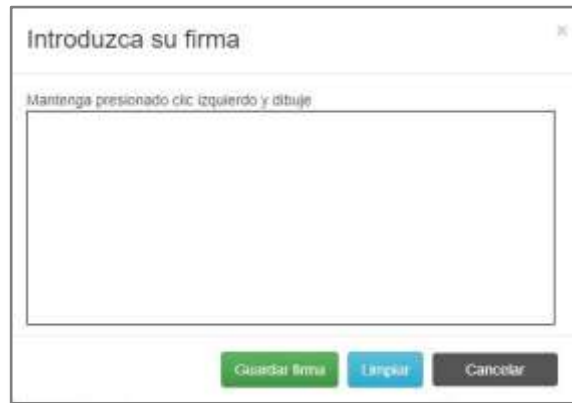 Introduzca su firma
Mantenga presionado clic izquierdo y dibuje
Guardar firma
Limpiar
Cancelar